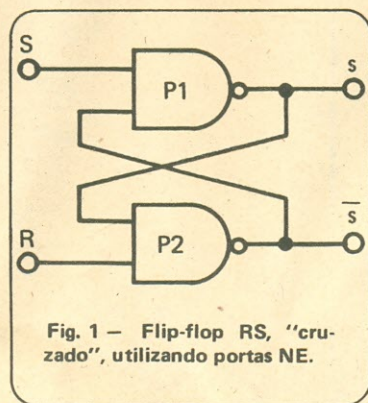 S
P1
s
R
P2
s̅
Fig. 1 — Flip-flop RS, “cru-
zado”, utilizando portas NE.